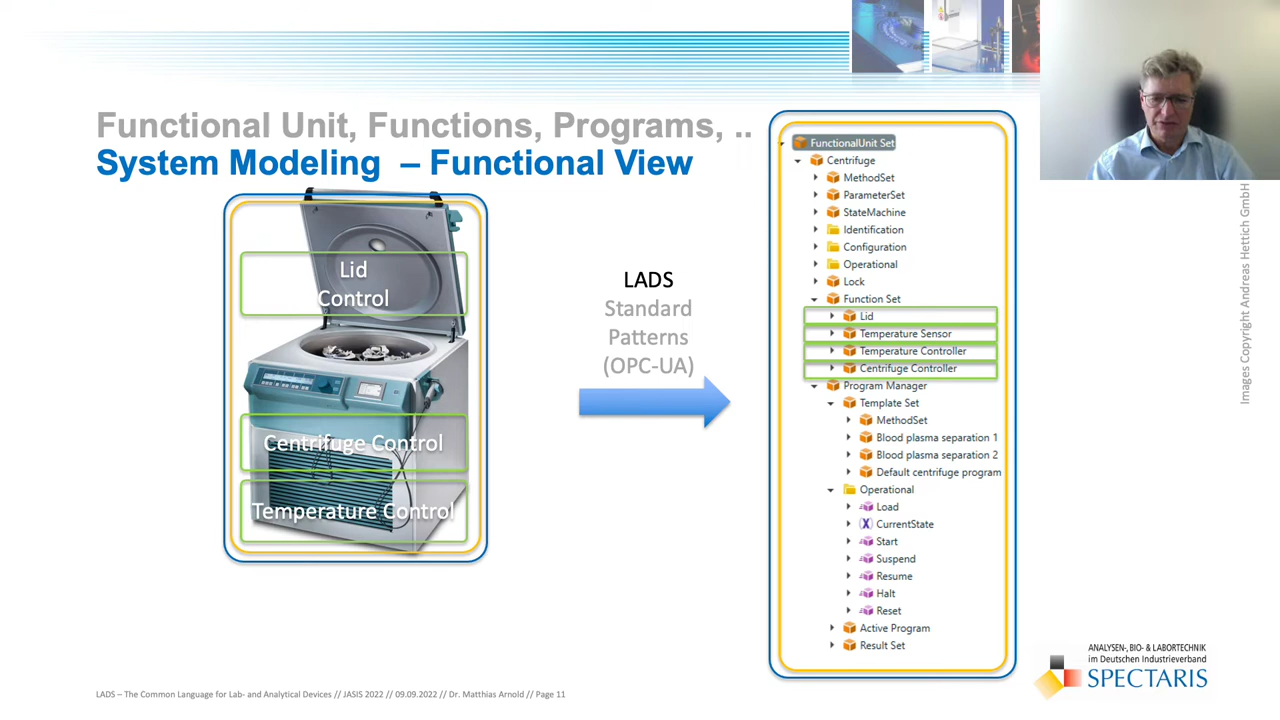 Functional Unit, Functions, Programs, ..
System Modeling – Functional View
Lid
Control
Centrifuge Control
Temperature Control
LADS
Standard
Patterns
(OPC-UA)
FunctionalUnit Set
Centrifuge
MethodSet
ParameterSet
StateMachine
Identification
Configuration
Operational
Lock
Function Set
Lid
Temperature Sensor
Temperature Controller
Centrifuge Controller
Program Manager
Template Set
MethodSet
Blood plasma separation 1
Blood plasma separation 2
Default centrifuge program
Operational
Load
CurrentState
Start
Suspend
Resume
Halt
Reset
Active Program
Result Set
Images Copyright Andreas Hettich GmbH
ANALYSEN-, BIO- & LABORTECHNIK
im Deutschen Industrieverband
SPECTARIS
LADS – The Common Language for Lab- and Analytical Devices // JASIS 2022 // 09.09.2022 // Dr. Matthias Arnold // Page 11